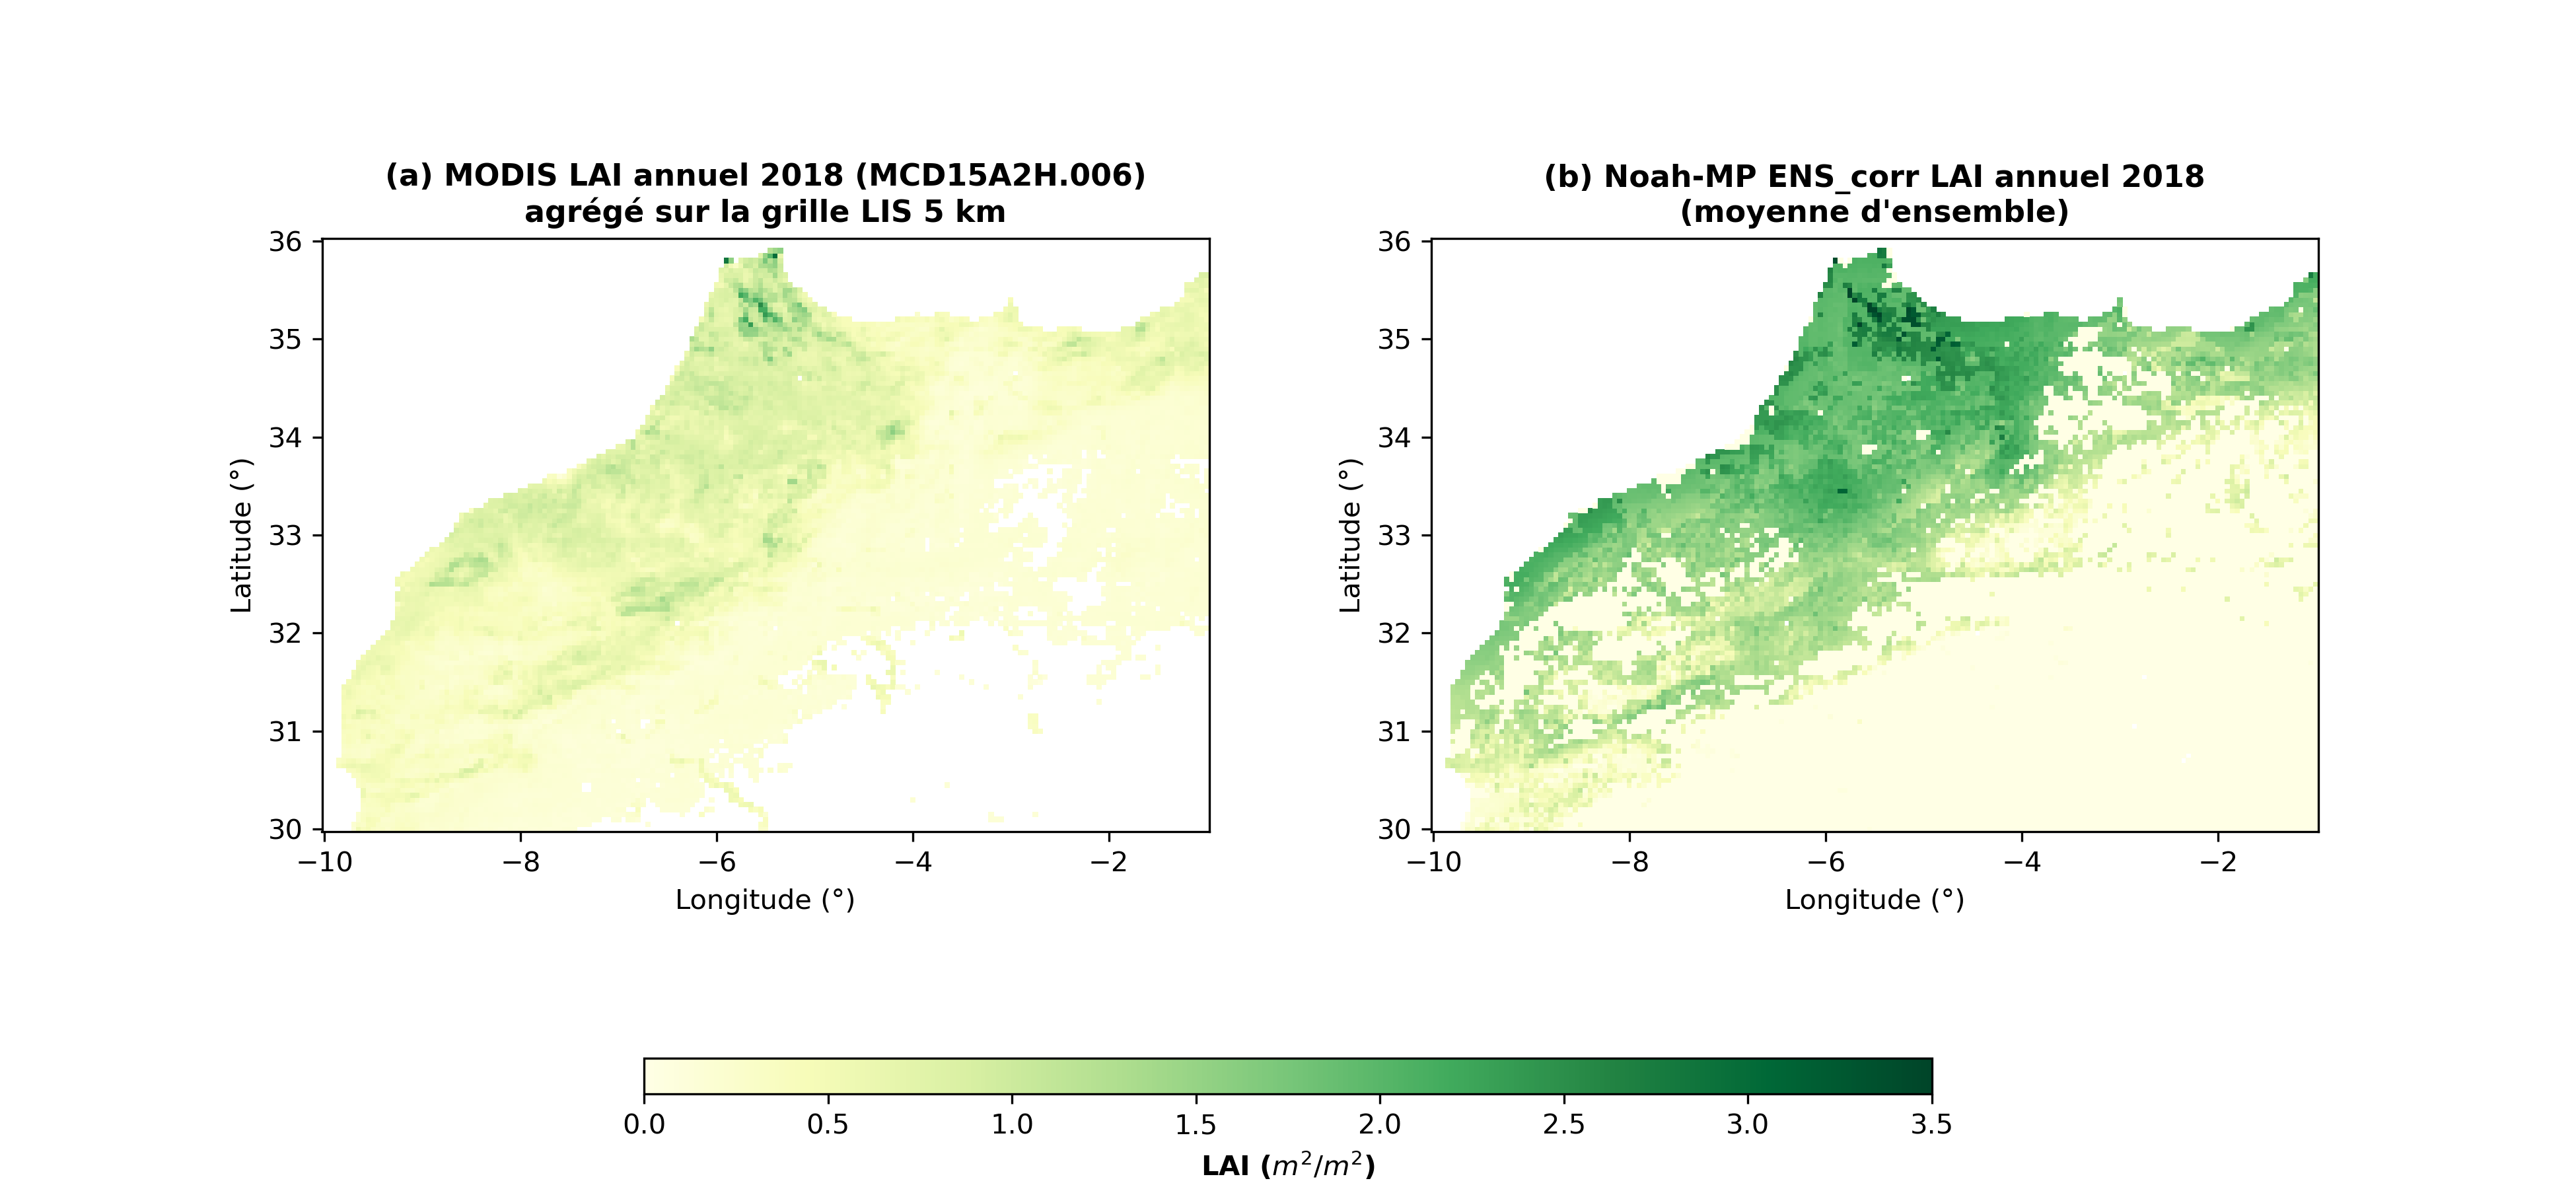 (a) MODIS LAI annuel 2018 (MCD15A2H.006)
agrégé sur la grille LIS 5 km
(b) Noah-MP ENS_corr LAI annuel 2018
(moyenne d'ensemble)
36
35
34
33
32
31
30
Latitude (°)
−10 −8 −6 −4 −2
Longitude (°)
36
35
34
33
32
31
30
Latitude (°)
−10 −8 −6 −4 −2
Longitude (°)
0.0 0.5 1.0 1.5 2.0 2.5 3.0 3.5
LAI (m²/m²)